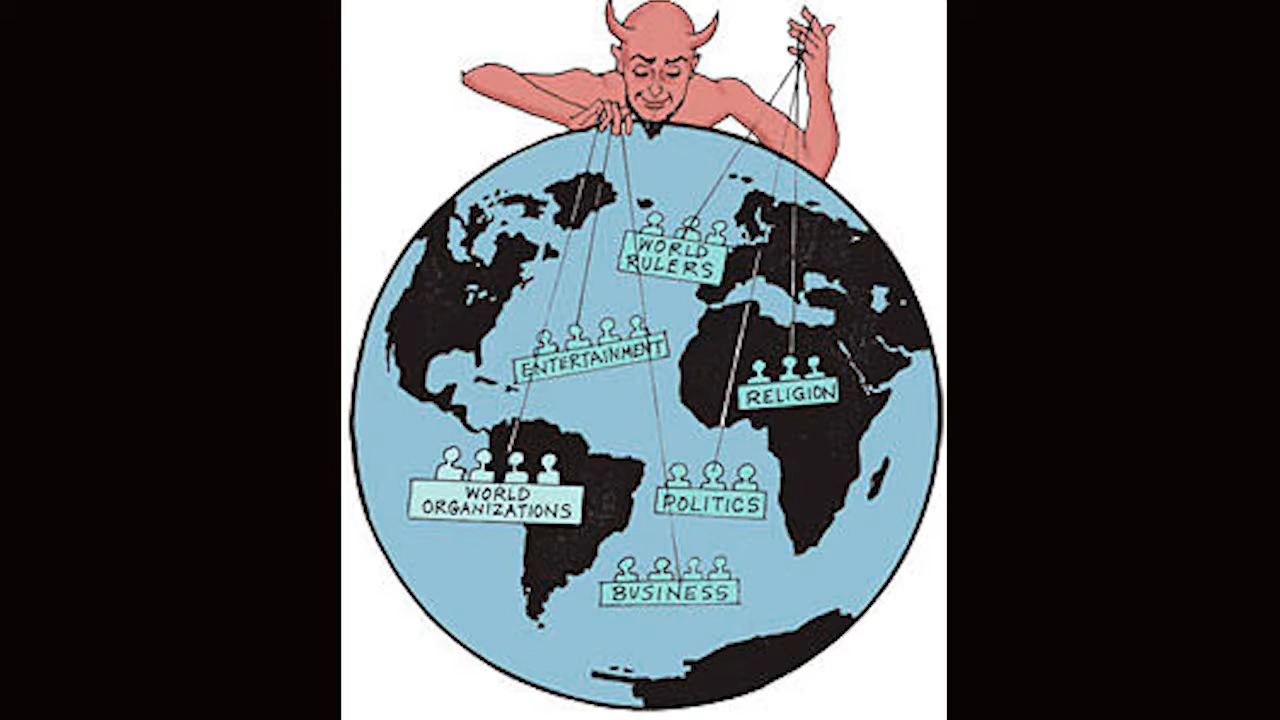 WORLD
RULERS
ENTERTAINMENT
RELIGION
WORLD
ORGANIZATIONS
POLITICS
BUSINESS